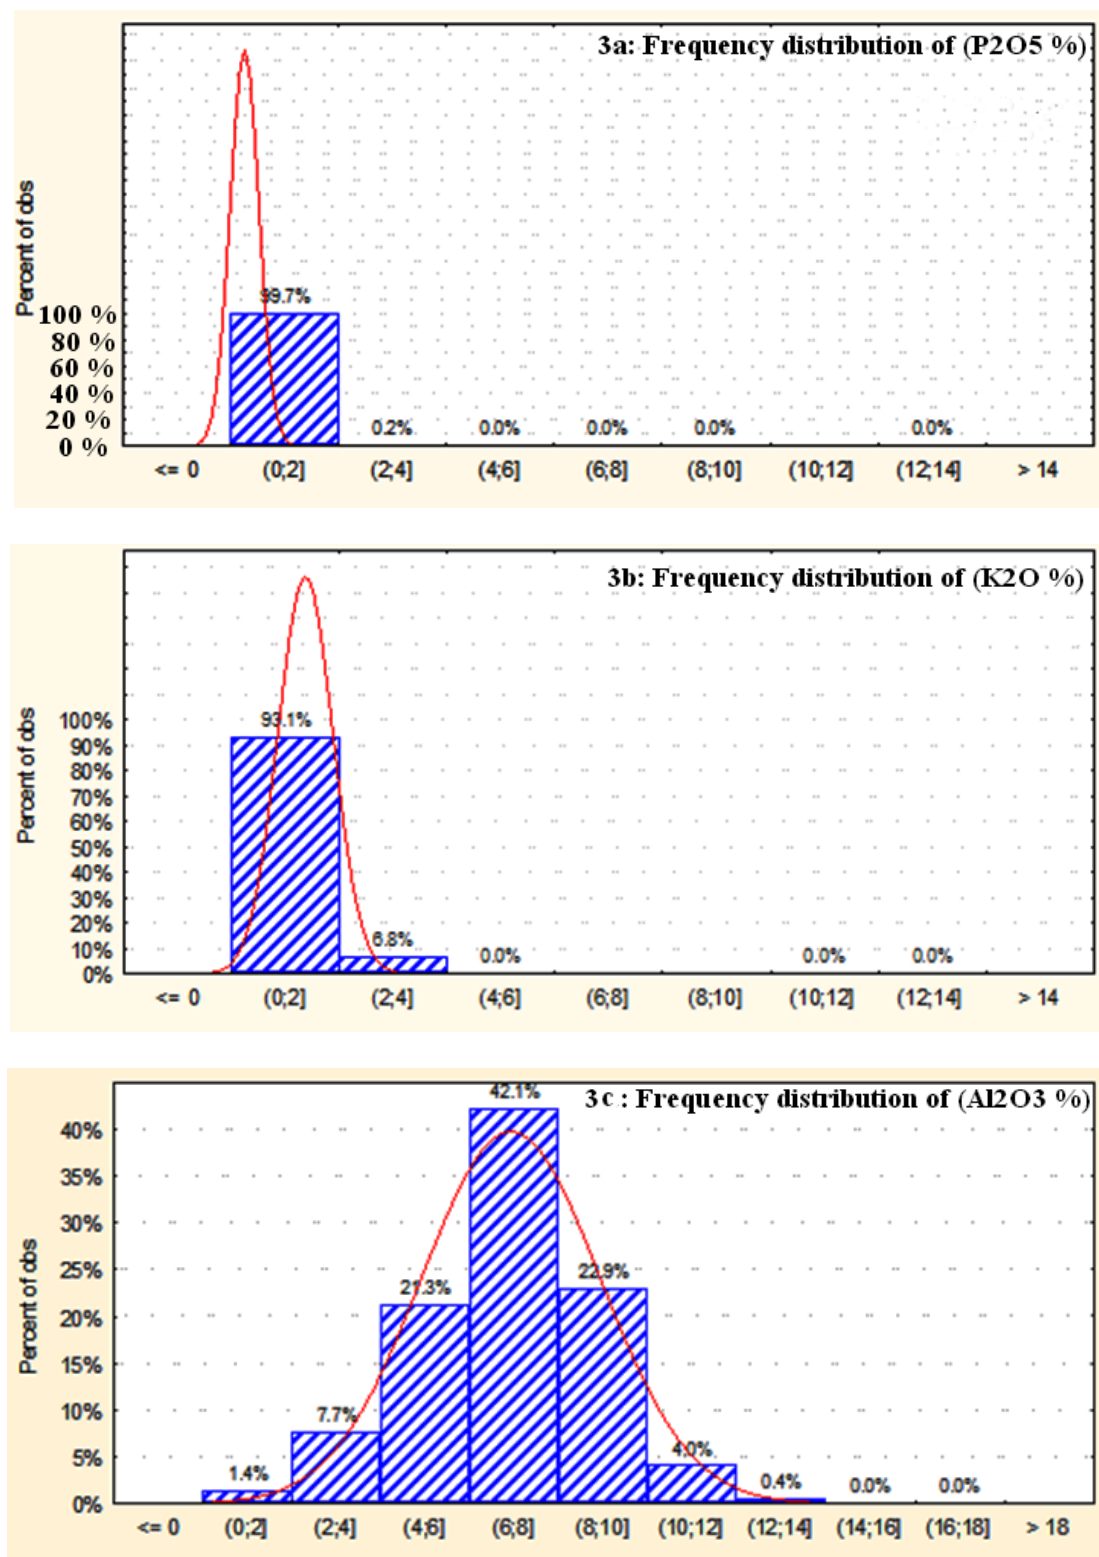 3a: Frequency distribution of (P2O5 %)
Percent of obs
99.7%
100 %
80 %
60 %
40 %
20 %
0 %
0.2% 0.0% 0.0% 0.0% 0.0%
<= 0 (0;2] (2;4] (4;6] (6;8] (8;10] (10;12] (12;14] > 14
3b: Frequency distribution of (K2O %)
Percent of obs
100%
90%
80%
70%
60%
50%
40%
30%
20%
10%
0%
93.1%
6.8%
0.0% 0.0% 0.0%
<= 0 (0;2] (2;4] (4;6] (6;8] (8;10] (10;12] (12;14] > 14
3c : Frequency distribution of (Al2O3 %)
Percent of obs
42.1%
40%
35%
30%
25%
20%
15%
10%
5%
0%
1.4% 7.7% 21.3% 22.9% 4.0% 0.4% 0.0% 0.0%
<= 0 (0;2] (2;4] (4;6] (6;8] (8;10] (10;12] (12;14] (14;16] (16;18] > 18